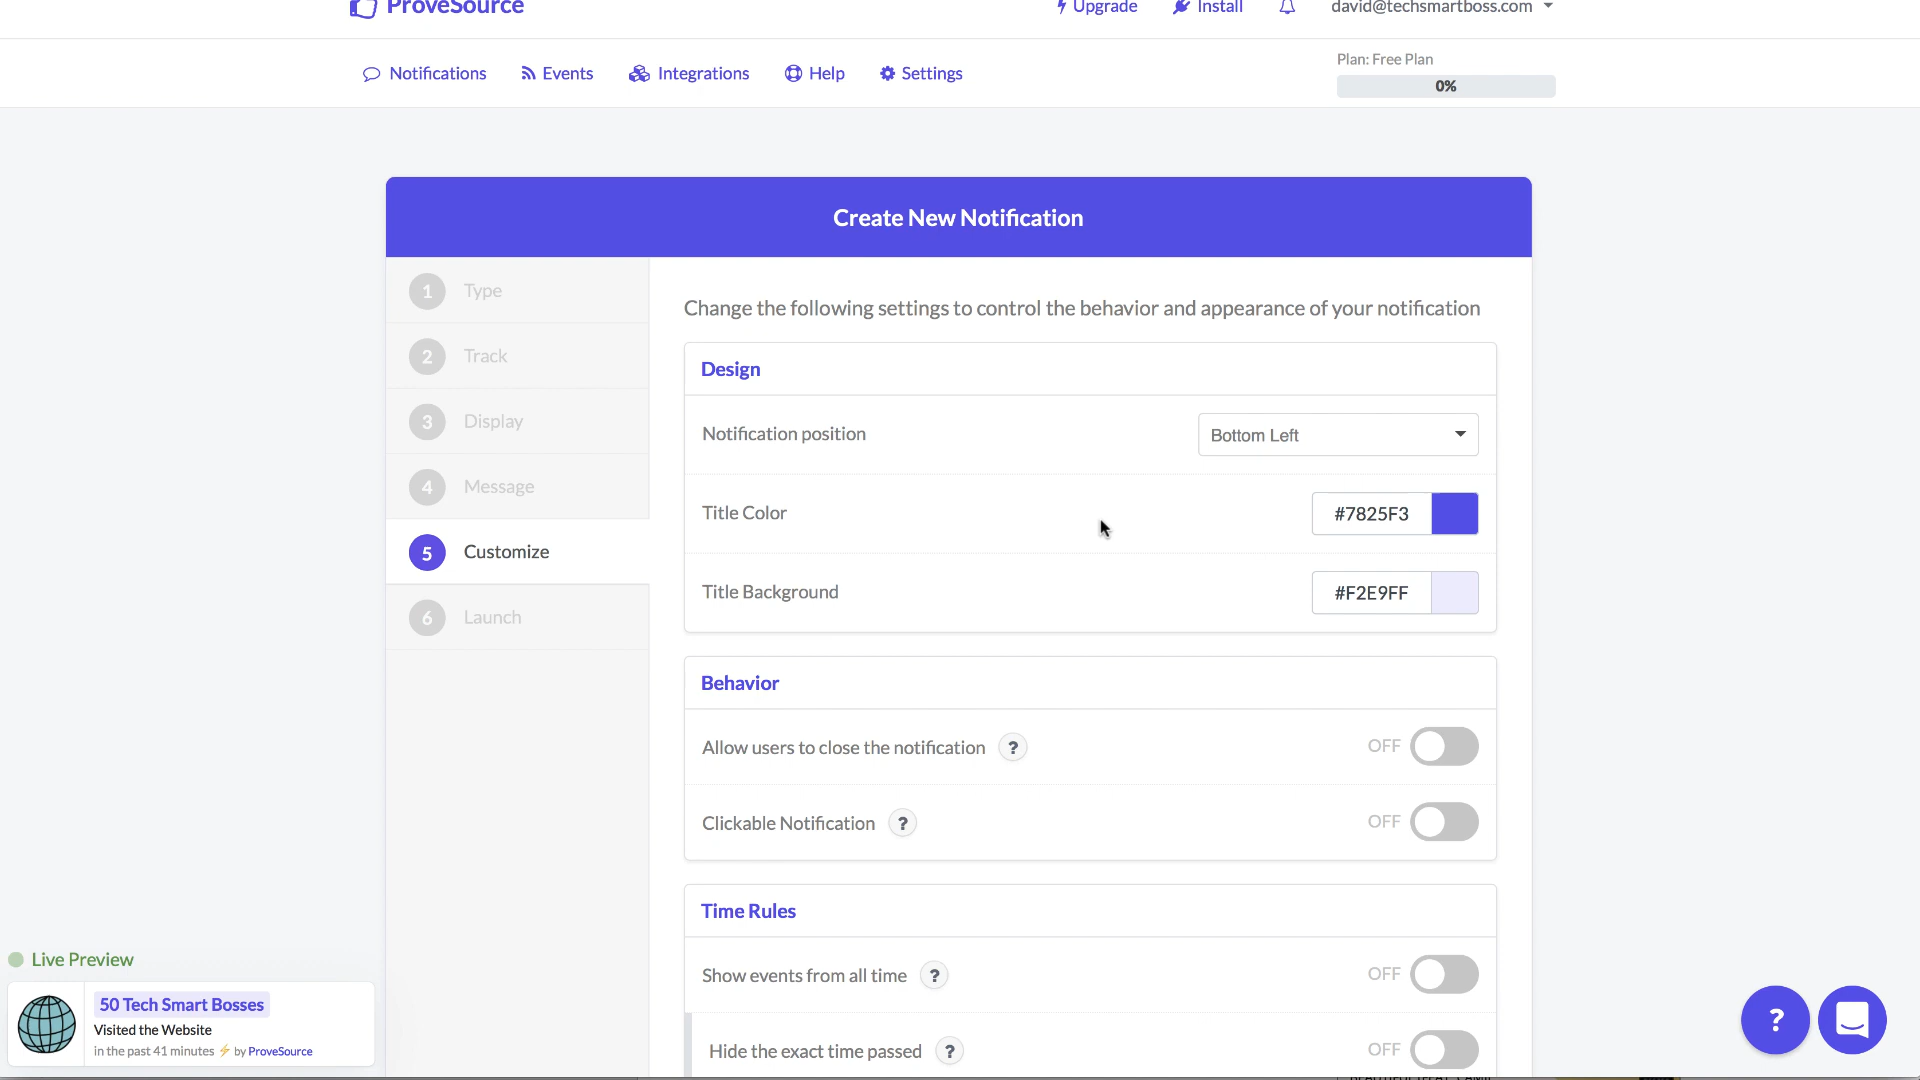 ProveSource
Upgrade
Install
david@techsmartboss.com
Notifications
Events
Integrations
Help
Settings
Plan: Free Plan
0%
Create New Notification
1 Type
2 Track
3 Display
4 Message
5 Customize
6 Launch
Change the following settings to control the behavior and appearance of your notification
Design
Notification position
Bottom Left
Title Color
#7825F3
Title Background
#F2E9FF
Behavior
Allow users to close the notification ?
OFF
Clickable Notification ?
OFF
Time Rules
Show events from all time ?
OFF
Hide the exact time passed ?
OFF
Live Preview
50 Tech Smart Bosses
Visited the Website
in the past 41 minutes ⚡ by ProveSource
?